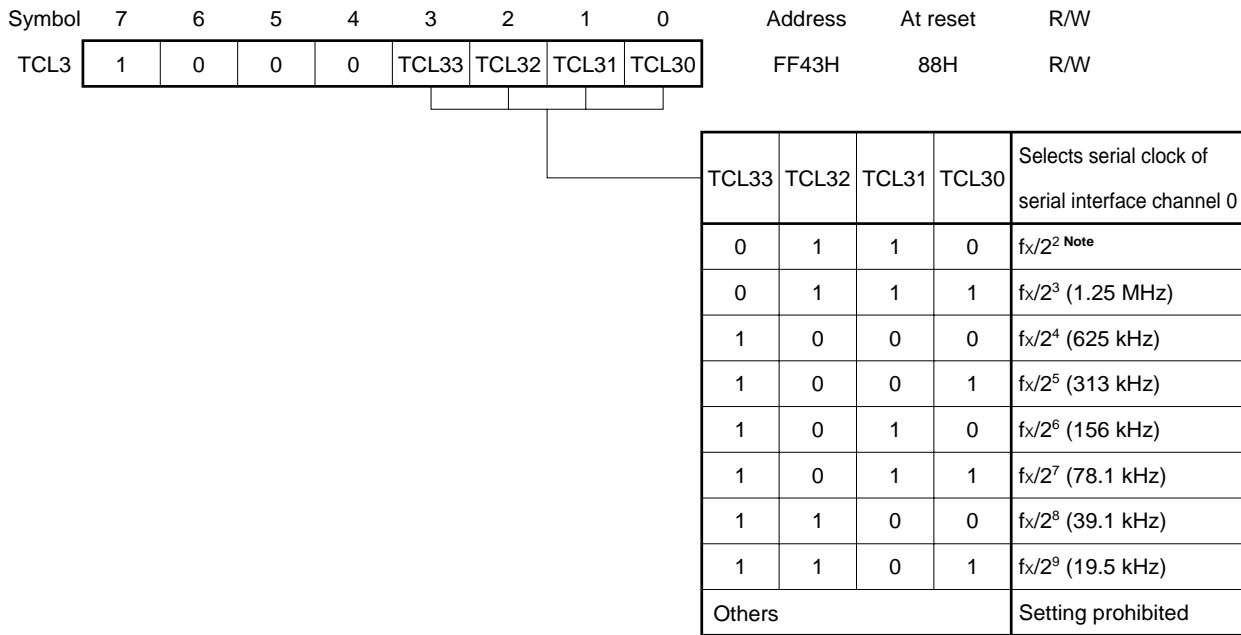 Symbol 7 6 5 4 3 2 1 0 Address At reset R/W
TCL3 1 0 0 0 TCL33 TCL32 TCL31 TCL30 FF43H 88H R/W
TCL33 TCL32 TCL31 TCL30 Selects serial clock of
serial interface channel 0
0 1 1 0 fx/2² Note
0 1 1 1 fx/2³ (1.25 MHz)
1 0 0 0 fx/2⁴ (625 kHz)
1 0 0 1 fx/2⁵ (313 kHz)
1 0 1 0 fx/2⁶ (156 kHz)
1 0 1 1 fx/2⁷ (78.1 kHz)
1 1 0 0 fx/2⁸ (39.1 kHz)
1 1 0 1 fx/2⁹ (19.5 kHz)
Others Setting prohibited